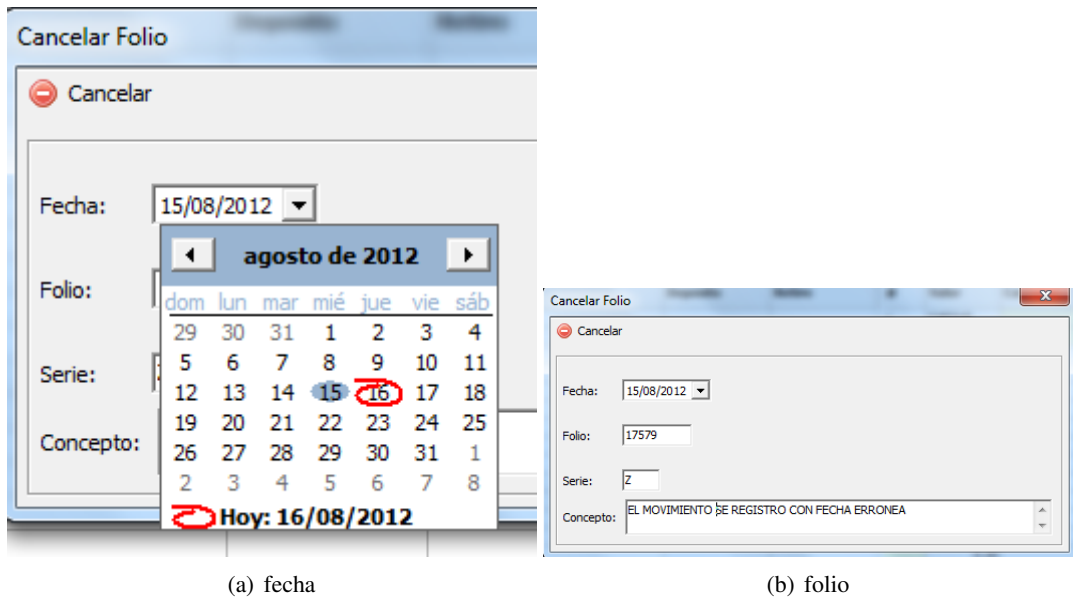 Cancelar Folio
Cancelar
Fecha: 15/08/2012
agosto de 2012
dom lun mar mié jue vie sáb
29 30 31 1 2 3 4
5 6 7 8 9 10 11
12 13 14 15 16 17 18
19 20 21 22 23 24 25
26 27 28 29 30 31 1
2 3 4 5 6 7 8
Hoy: 16/08/2012
Folio:
Serie:
Concepto:
(a) fecha
Cancelar Folio
Cancelar
Fecha: 15/08/2012
Folio: 17579
Serie: Z
Concepto: EL MOVIMIENTO SE REGISTRO CON FECHA ERRONEA
(b) folio